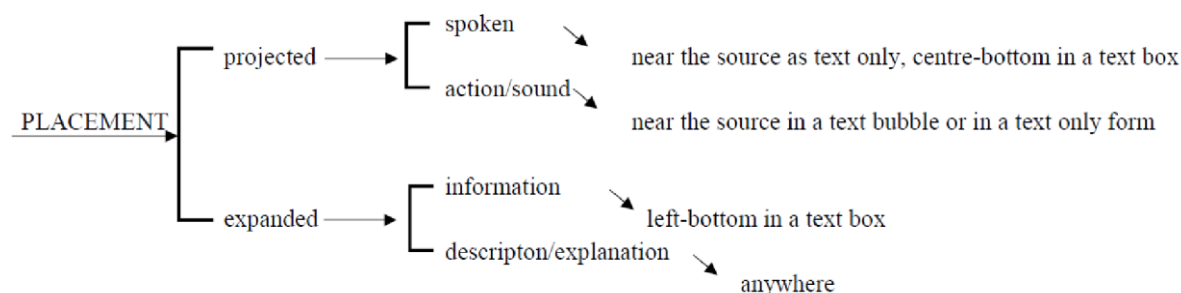 spoken
projected
near the source as text only, centre-bottom in a text box
action/sound
PLACEMENT
near the source in a text bubble or in a text only form
information
expanded
left-bottom in a text box
descripton/explanation
anywhere